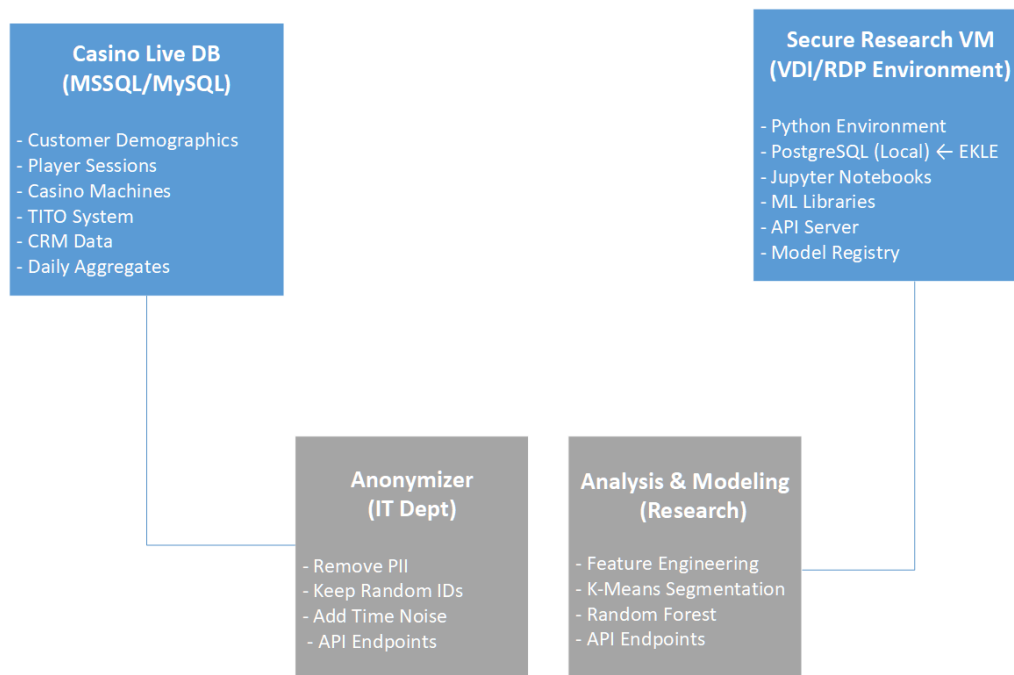 Casino Live DB
(MSSQL/MySQL)
- Customer Demographics
- Player Sessions
- Casino Machines
- TITO System
- CRM Data
- Daily Aggregates
Secure Research VM
(VDI/RDP Environment)
- Python Environment
- PostgreSQL (Local) ← EKLE
- Jupyter Notebooks
- ML Libraries
- API Server
- Model Registry
Anonymizer
(IT Dept)
- Remove PII
- Keep Random IDs
- Add Time Noise
- API Endpoints
Analysis & Modeling
(Research)
- Feature Engineering
- K-Means Segmentation
- Random Forest
- API Endpoints